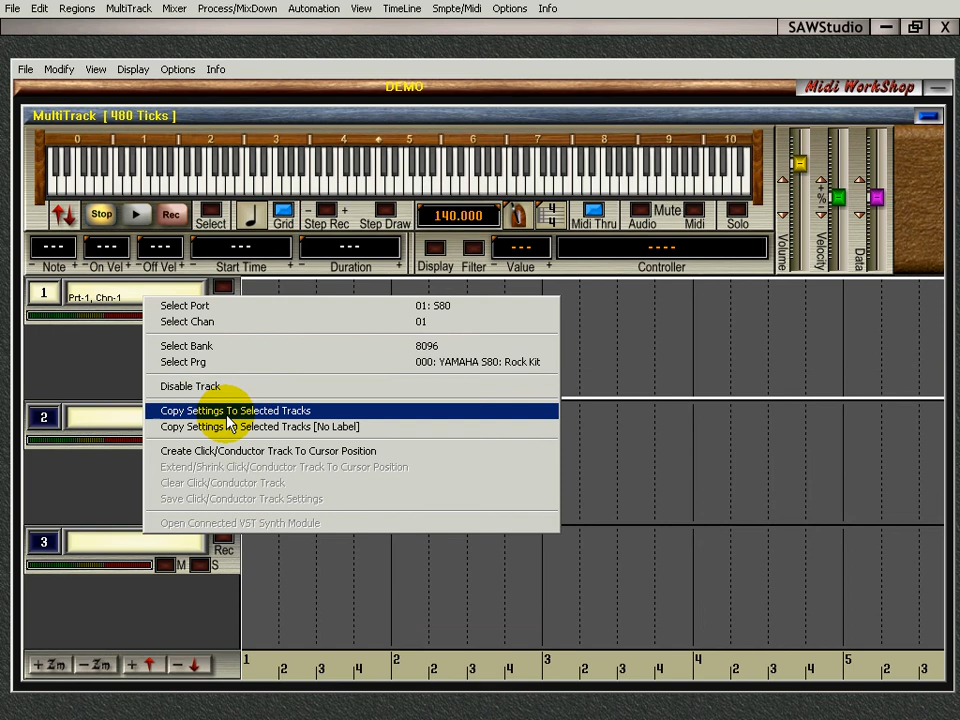 File Edit Regions MultiTrack Mixer Process/MixDown Automation View TimeLine Smpte/Midi Options Info
SAWStudio X
File Modify View Display Options Info
DEMO Midi WorkShop
MultiTrack [ 480 Ticks ]
0 1 2 3 4 5 6 7 8 9 10
Stop Rec Select Grid - + Step Rec Step Draw 140.000 4 4 Midi Thru Audio Mute Midi Solo
--- --- --- --- --- --- ----
- Note + - On Vel + - Off Vel + - Start Time + - Duration + Display Filter - Value + Controller
Volume + % - Velocity Data
1 Prt-1, Chn-1
Select Port 01: S80
Select Chan 01
Select Bank 8096
Select Prg 000: YAMAHA S80: Rock Kit
Disable Track
Copy Settings To Selected Tracks
Copy Settings To Selected Tracks [No Label]
Create Click/Conductor Track To Cursor Position
Extend/Shrink Click/Conductor Track To Cursor Position
Clear Click/Conductor Track
Save Click/Conductor Track Settings
Open Connected VST Synth Module
2
3 Rec
M S
+ Zm - Zm + -
1 2 3 4 2 2 3 4 3 2 3 4 4 2 3 4 5 2 3